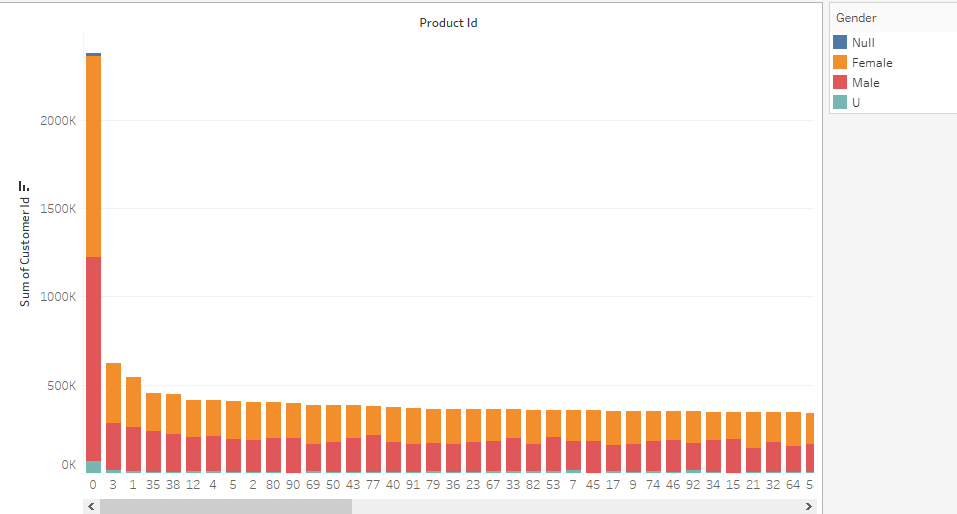 Product Id
Gender
Null
Female
Male
U
Sum of Customer Id
2000K
1500K
1000K
500K
0K
0 3 1 35 38 12 4 5 2 80 90 69 50 43 77 40 91 79 36 23 67 33 82 53 7 45 17 9 74 46 92 34 15 21 32 64 5